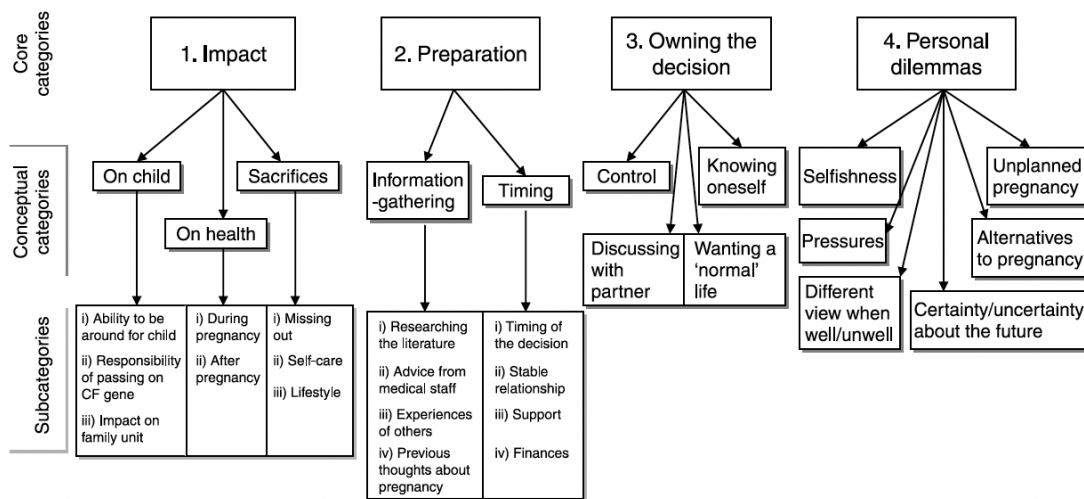 Core
categories
1. Impact
2. Preparation
3. Owning the
decision
4. Personal
dilemmas
Conceptual
categories
On child
On health
Sacrifices
Information
-gathering
Timing
Control
Knowing
oneself
Discussing
with
partner
Wanting a
‘normal’
life
Selfishness
Unplanned
pregnancy
Pressures
Alternatives
to pregnancy
Different
view when
well/unwell
Certainty/uncertainty
about the future
Subcategories
i) Ability to be
around for child
ii) Responsibility
of passing on
CF gene
iii) Impact on
family unit
i) During
pregnancy
ii) After
pregnancy
i) Missing
out
ii) Self-care
iii) Lifestyle
i) Researching
the literature
ii) Advice from
medical staff
iii) Experiences
of others
iv) Previous
thoughts about
pregnancy
i) Timing of
the decision
ii) Stable
relationship
iii) Support
iv) Finances